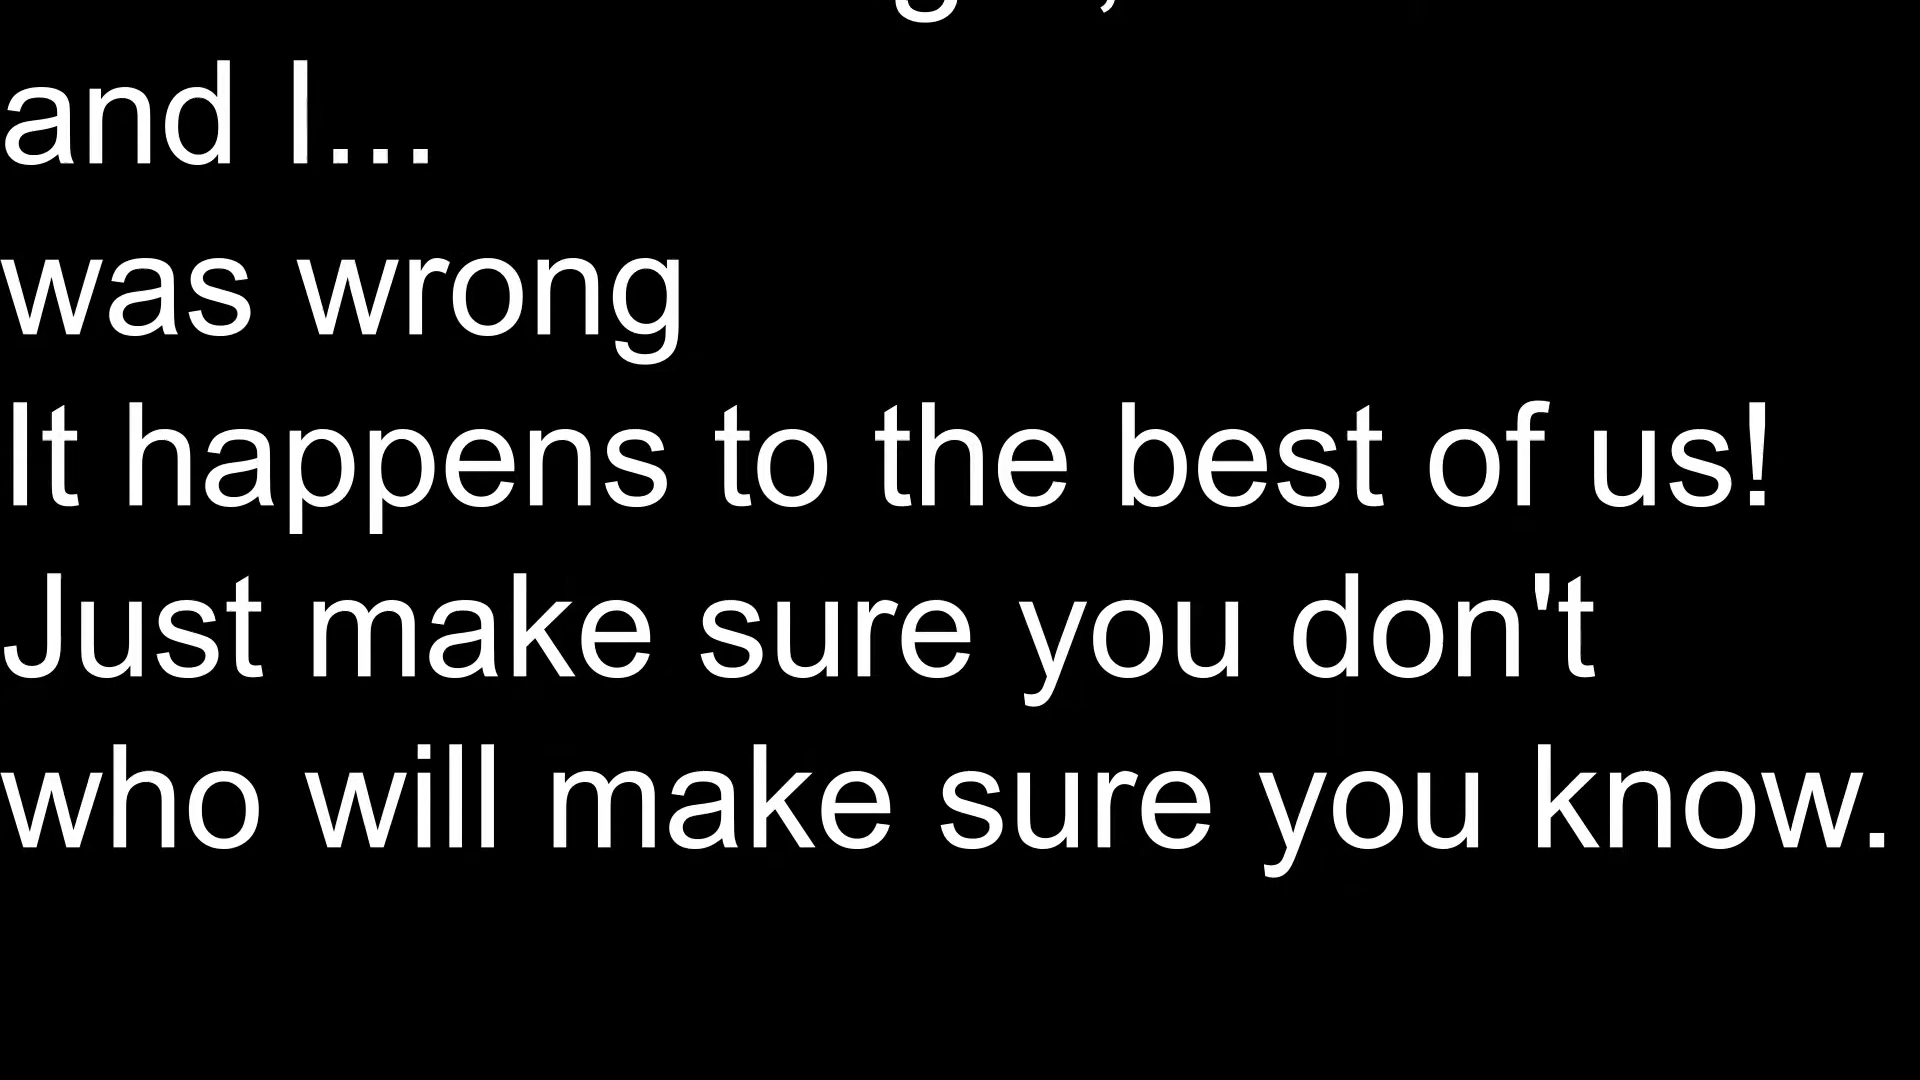 and I...
was wrong
It happens to the best of us!
Just make sure you don't
who will make sure you know.